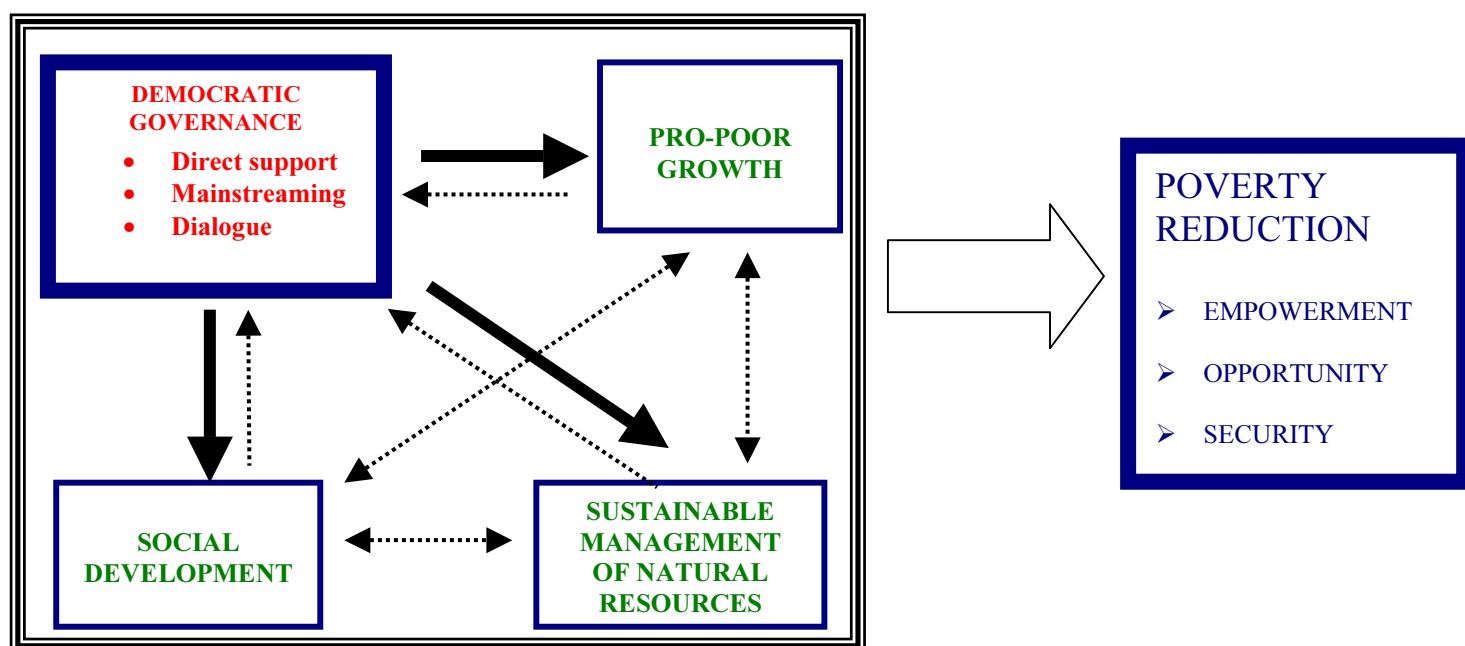 DEMOCRATIC
GOVERNANCE
• Direct support
• Mainstreaming
• Dialogue
PRO-POOR
GROWTH
SOCIAL
DEVELOPMENT
SUSTAINABLE
MANAGEMENT
OF NATURAL
RESOURCES
POVERTY
REDUCTION
➢ EMPOWERMENT
➢ OPPORTUNITY
➢ SECURITY